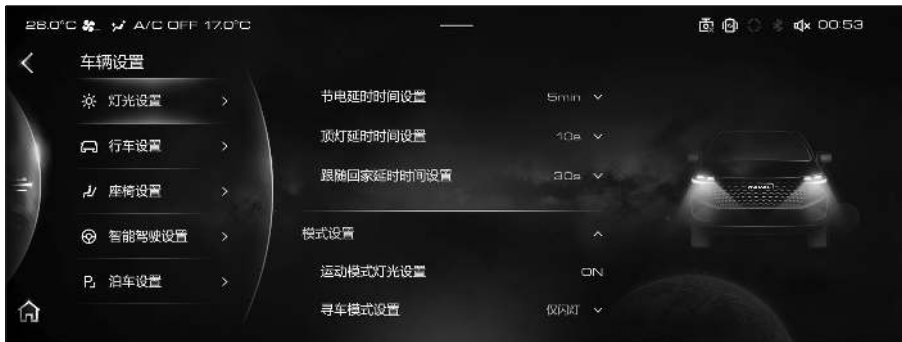 28.0°C A/C OFF 17.0°C 00:53
车辆设置
灯光设置
行车设置
座椅设置
智能驾驶设置
泊车设置
节电延时时间设置 5min
顶灯延时时间设置 10s
跟随回家延时时间设置 30s
模式设置
运动模式灯光设置 ON
寻车模式设置 仅闪灯
HAVAL